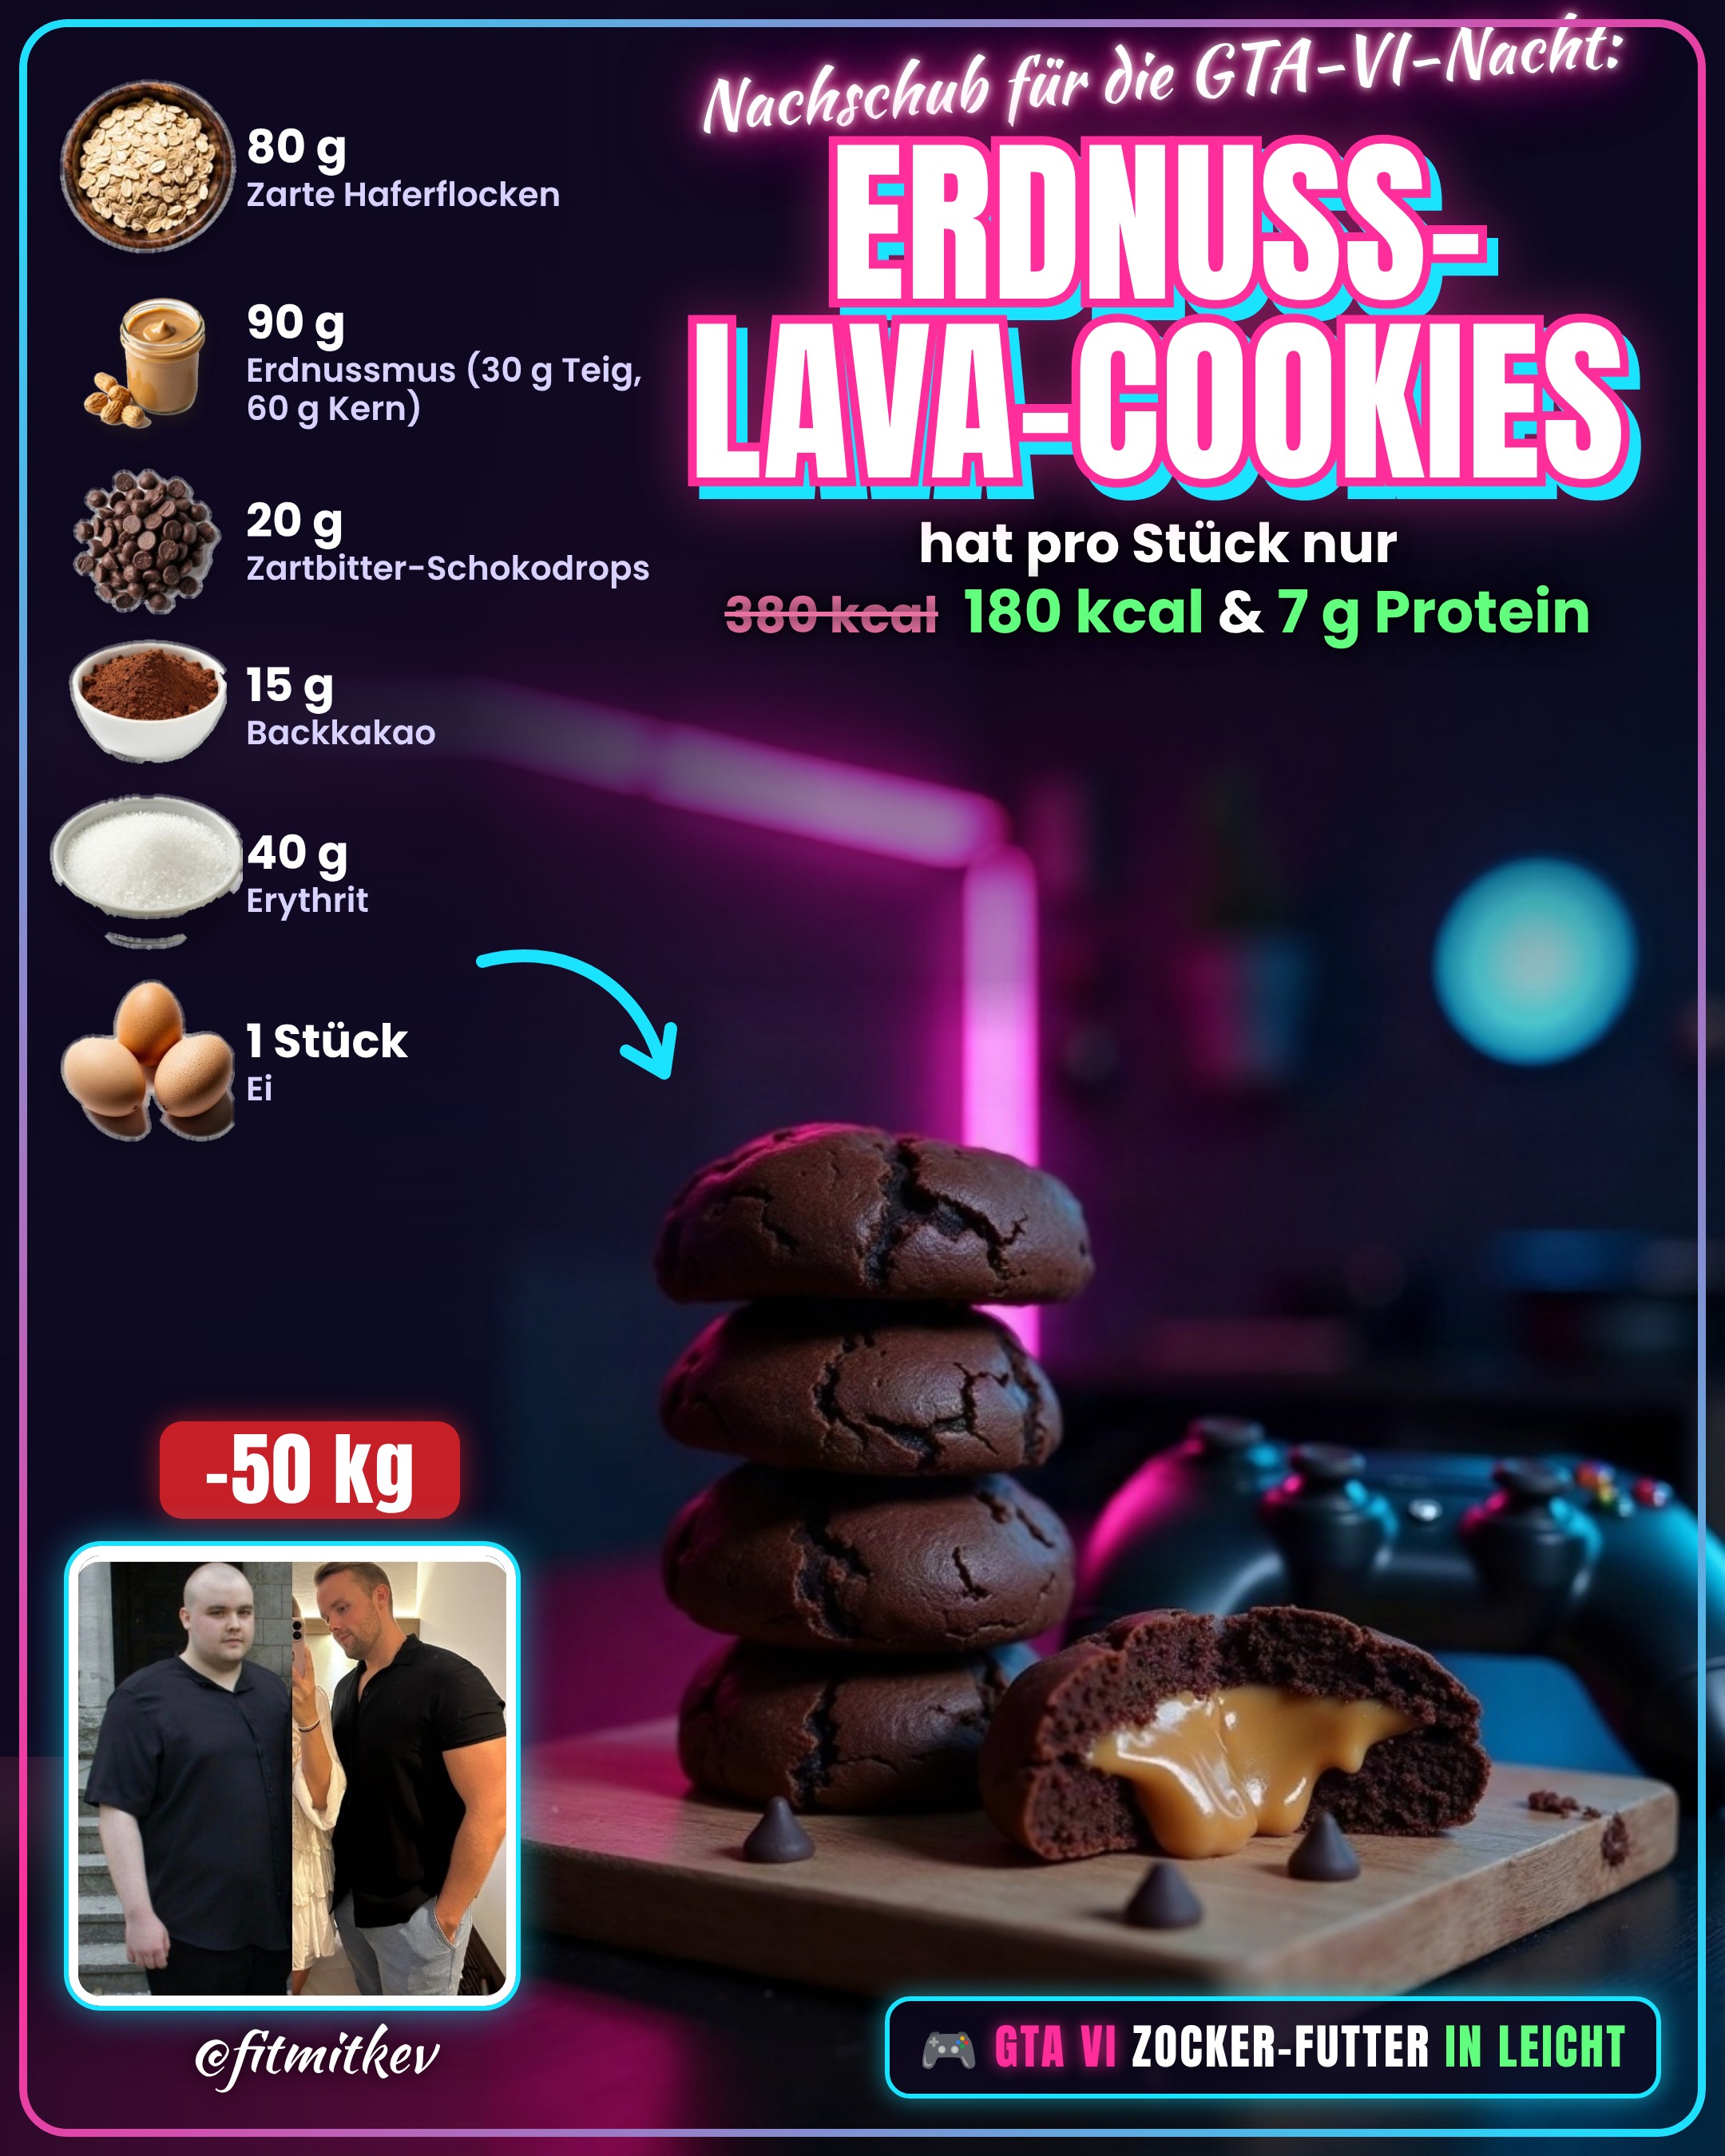 Nachschub für die GTA-VI-Nacht:
ERDNUSS-
LAVA-COOKIES
hat pro Stück nur
380 kcal 180 kcal & 7 g Protein
80 g
Zarte Haferflocken
90 g
Erdnussmus (30 g Teig,
60 g Kern)
20 g
Zartbitter-Schokodrops
15 g
Backkakao
40 g
Erythrit
1 Stück
Ei
-50 kg
@fitmitkev
🎮 GTA VI ZOCKER-FUTTER IN LEICHT